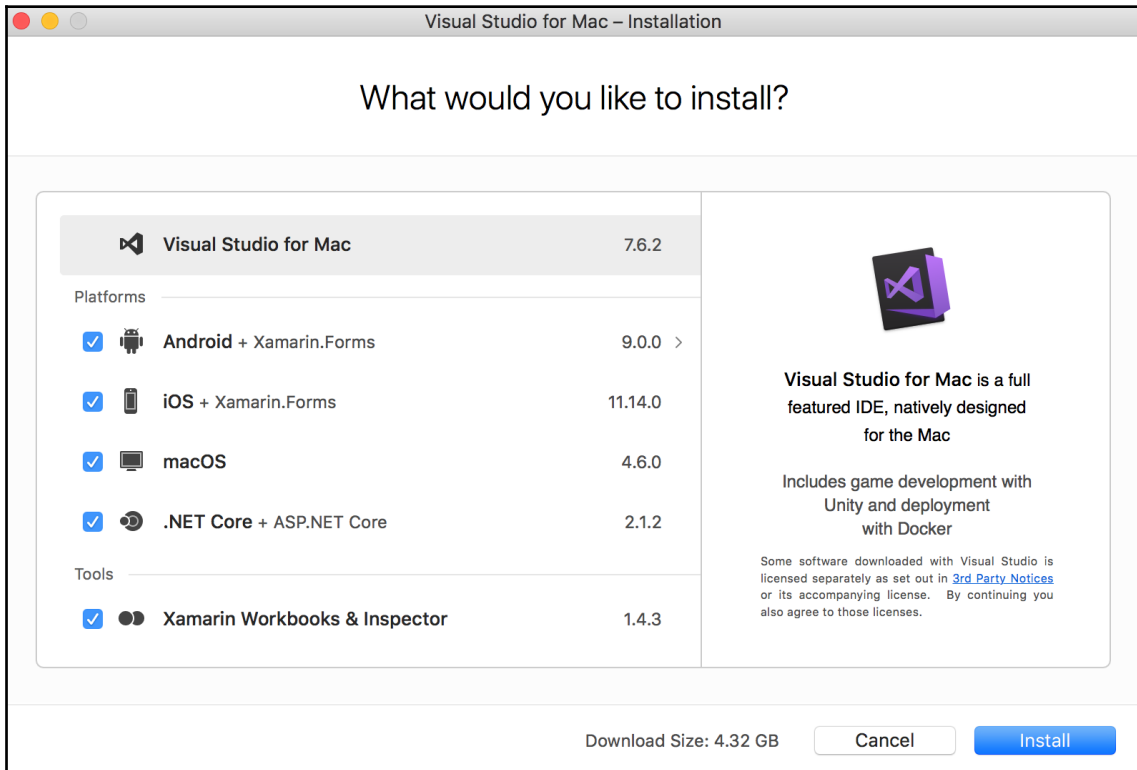 Visual Studio for Mac – Installation
What would you like to install?
Visual Studio for Mac 7.6.2
Platforms
Android + Xamarin.Forms 9.0.0 >
iOS + Xamarin.Forms 11.14.0
macOS 4.6.0
.NET Core + ASP.NET Core 2.1.2
Tools
Xamarin Workbooks & Inspector 1.4.3
Visual Studio for Mac is a full
featured IDE, natively designed
for the Mac
Includes game development with
Unity and deployment
with Docker
Some software downloaded with Visual Studio is
licensed separately as set out in 3rd Party Notices
or its accompanying license. By continuing you
also agree to those licenses.
Download Size: 4.32 GB Cancel Install